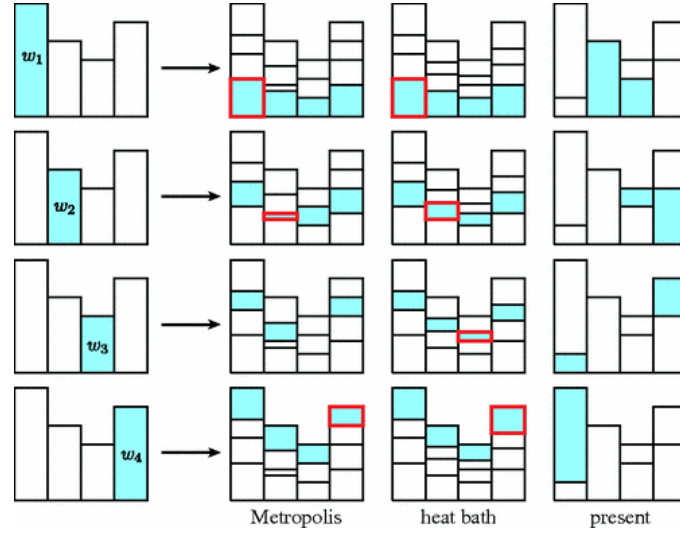 w₁
w₂
w₃
w₄
Metropolis heat bath present